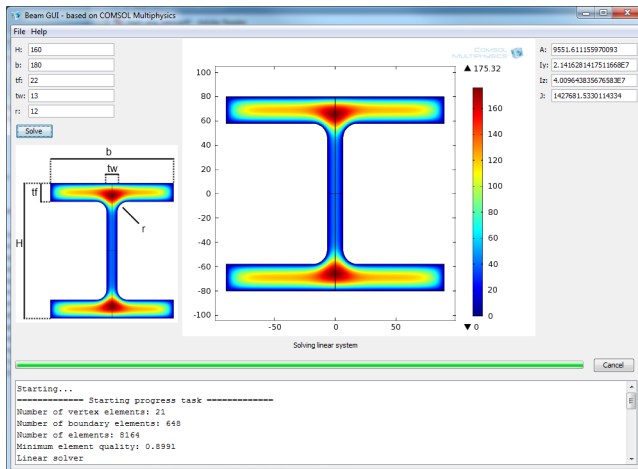 Beam GUI - based on COMSOL Multiphysics
File Help
H: 160
b: 180
tf: 22
tw: 13
r: 12
Solve
b
tw
tf
r
H
COMSOL
MULTIPHYSICS
▲ 175.32
100
80
60
40
20
0
-20
-40
-60
-80
-100
-50
0
50
160
140
120
100
80
60
40
20
0
▼ 0
A: 9551.611155970093
Iy: 2.1416281417511668E7
Iz: 4.009643835676583E7
J: 1427681.5330114334
Solving linear system
Cancel
Starting...
============= Starting progress task =============
Number of vertex elements: 21
Number of boundary elements: 648
Number of elements: 8164
Minimum element quality: 0.8991
Linear solver